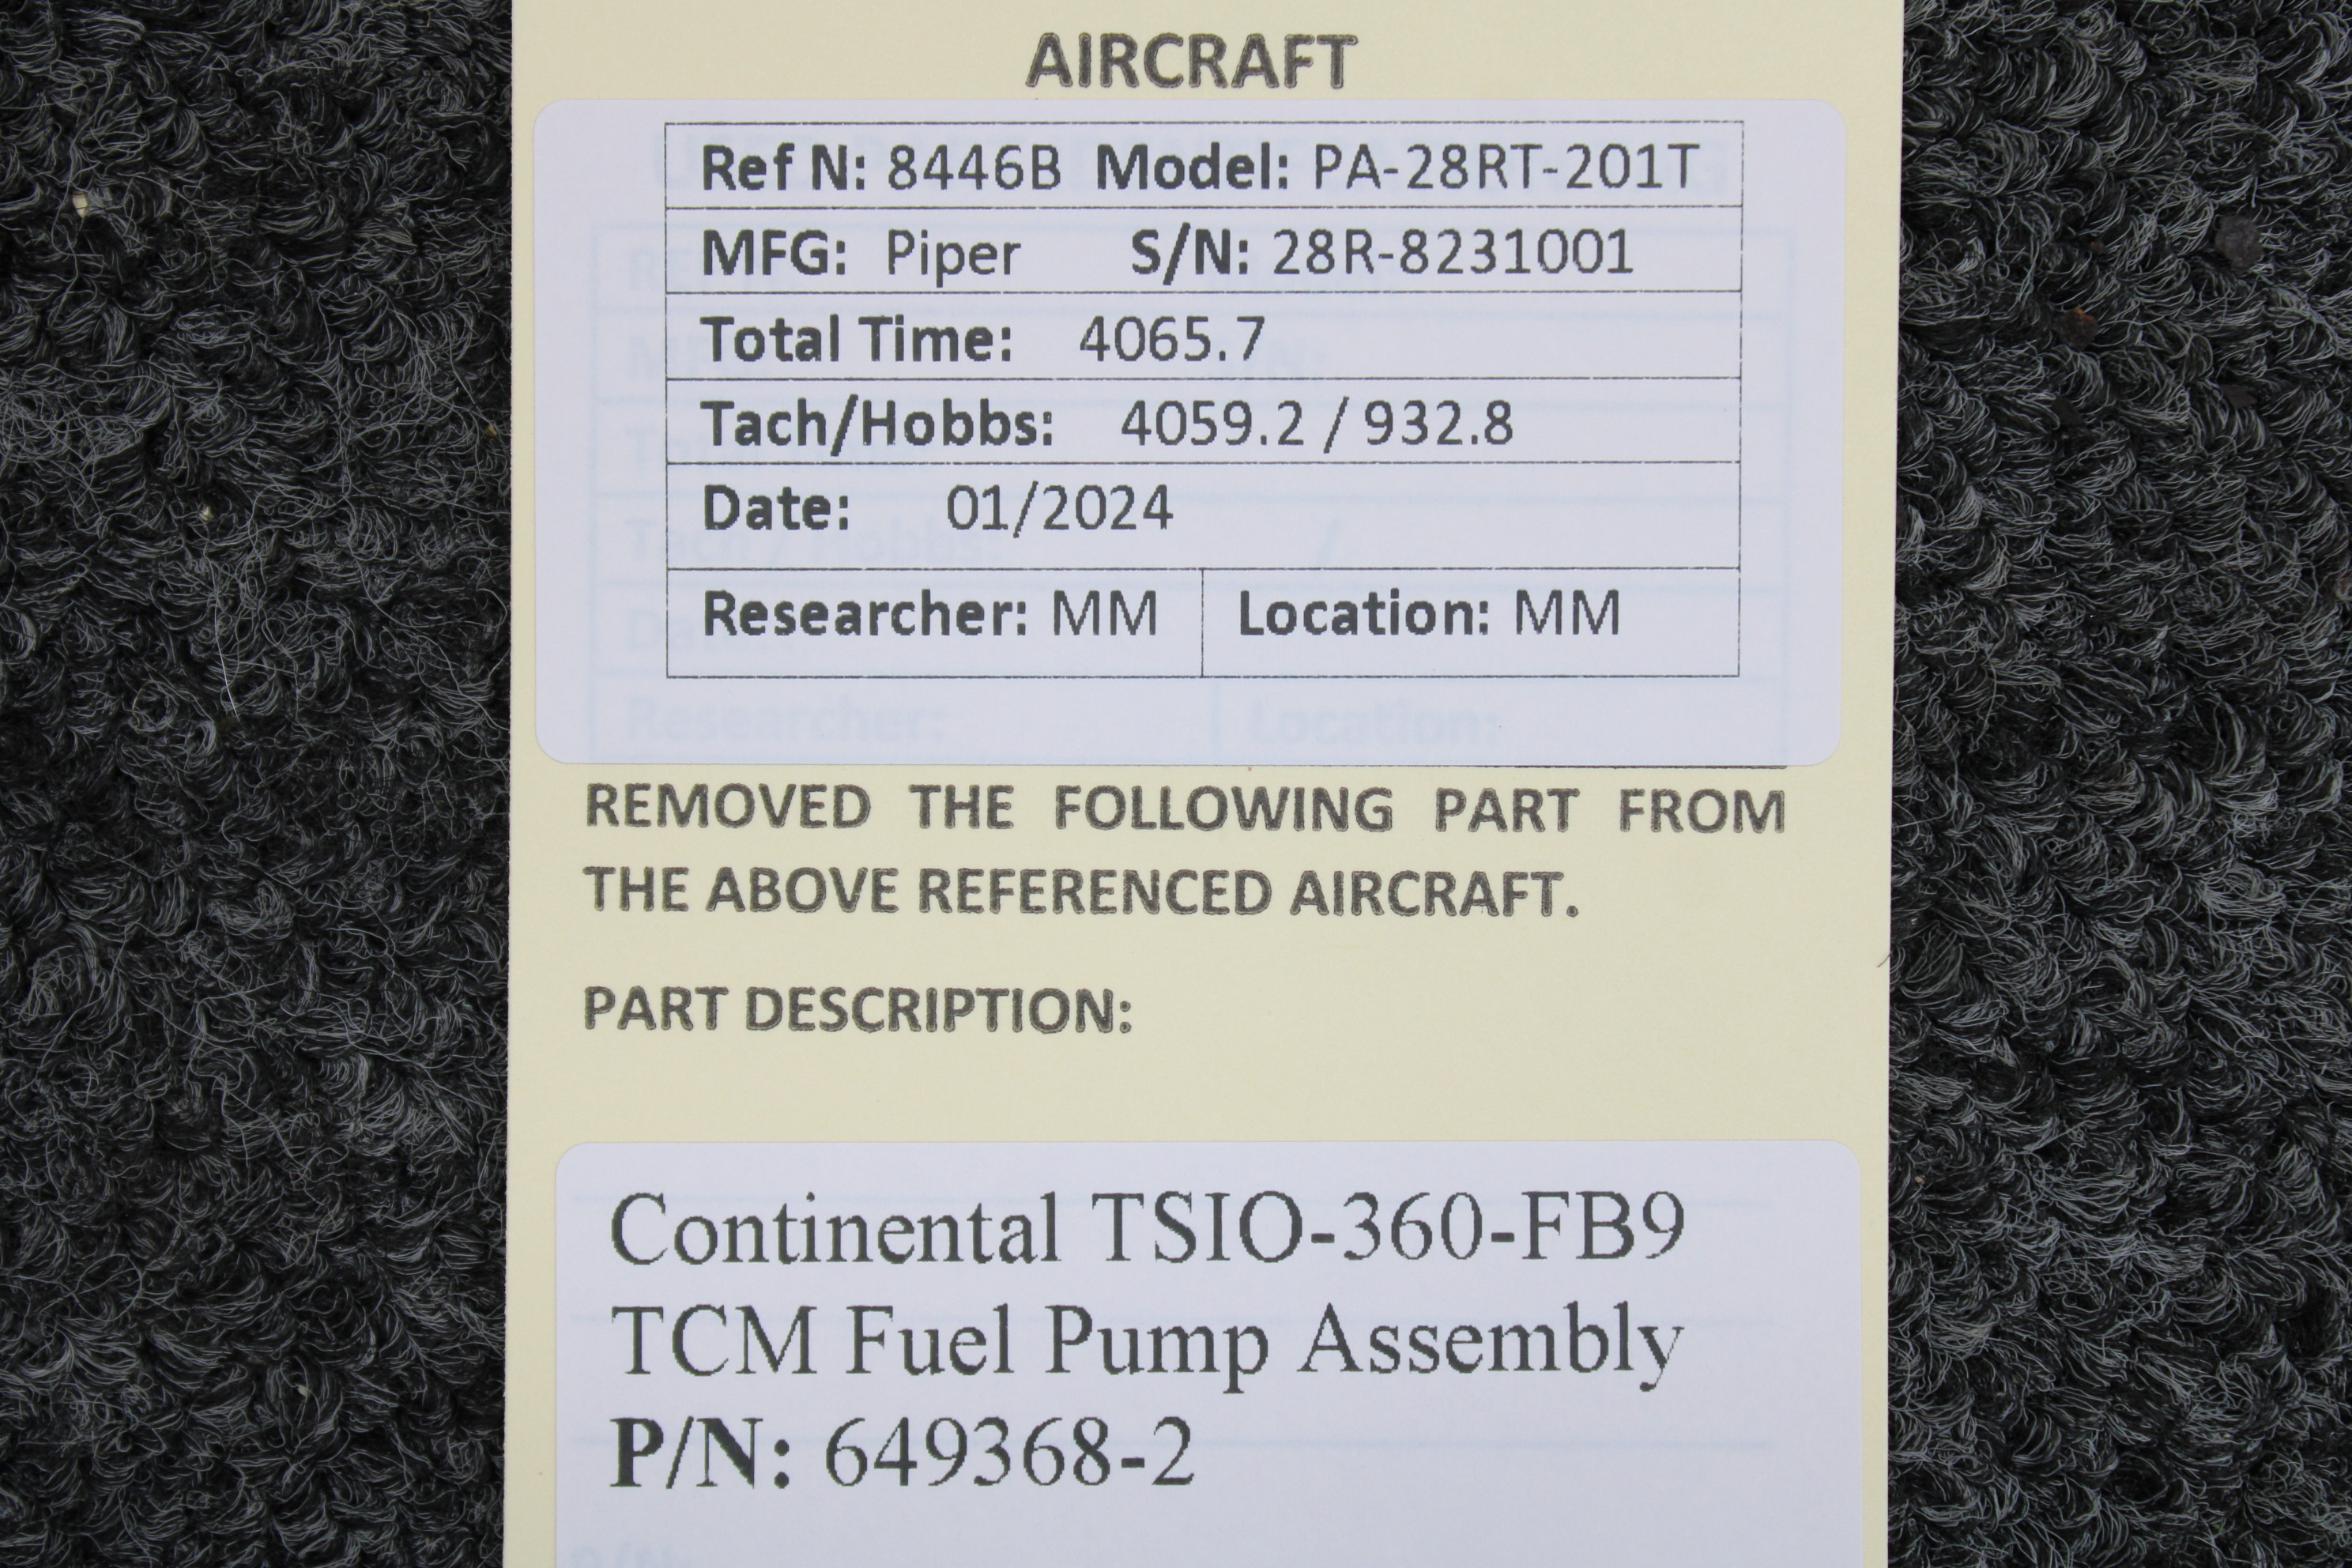 AIRCRAFT
Ref N: 8446B Model: PA-28RT-201T
MFG: Piper S/N: 28R-8231001
Total Time: 4065.7
Tach/Hobbs: 4059.2 / 932.8
Date: 01/2024
Researcher: MM Location: MM
REMOVED THE FOLLOWING PART FROM
THE ABOVE REFERENCED AIRCRAFT.
PART DESCRIPTION:
Continental TSIO-360-FB9
TCM Fuel Pump Assembly
P/N: 649368-2